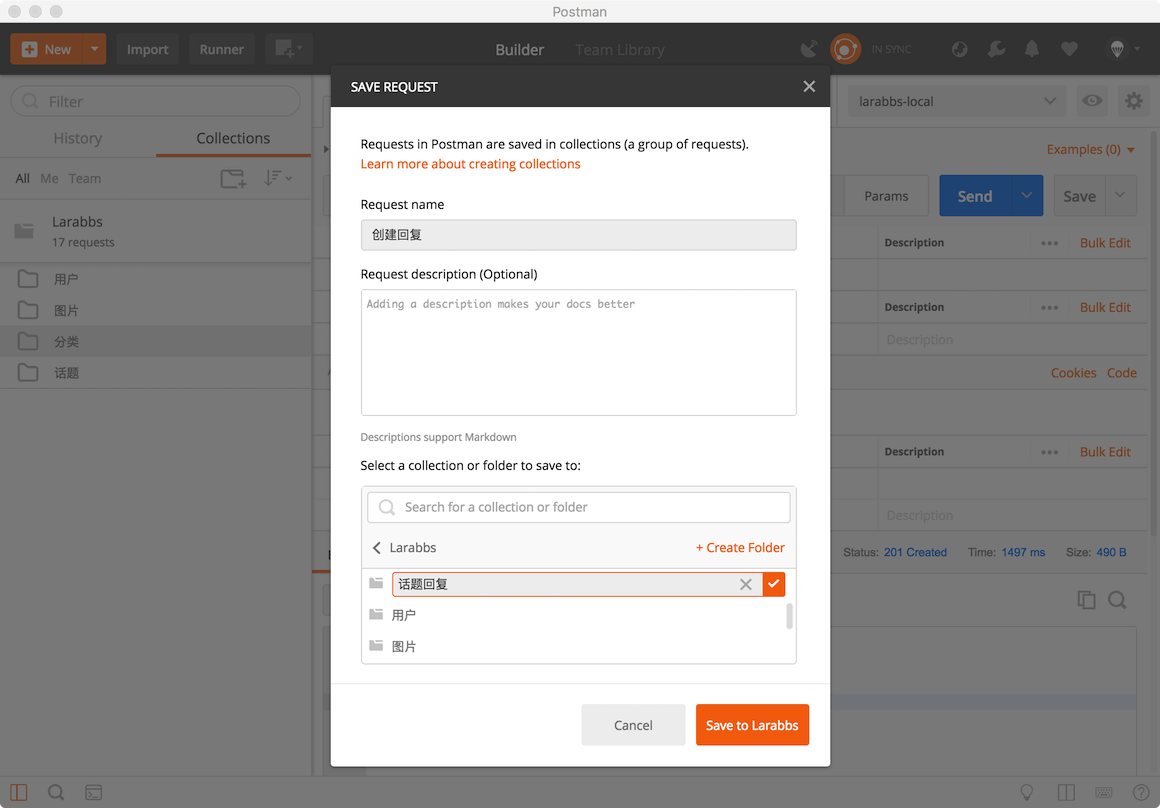 Postman
New
Import
Runner
Builder
Team Library
IN SYNC
Filter
History
Collections
All Me Team
Larabbs
17 requests
用户
图片
分类
话题
larabbs-local
Examples (0)
Params
Send
Save
Description
Bulk Edit
Description
Bulk Edit
Description
Cookies Code
Description
Bulk Edit
Description
Status: 201 Created Time: 1497 ms Size: 490 B
SAVE REQUEST
Requests in Postman are saved in collections (a group of requests).
Learn more about creating collections
Request name
创建回复
Request description (Optional)
Adding a description makes your docs better
Descriptions support Markdown
Select a collection or folder to save to:
Search for a collection or folder
Larabbs
+ Create Folder
话题回复
用户
图片
Cancel
Save to Larabbs